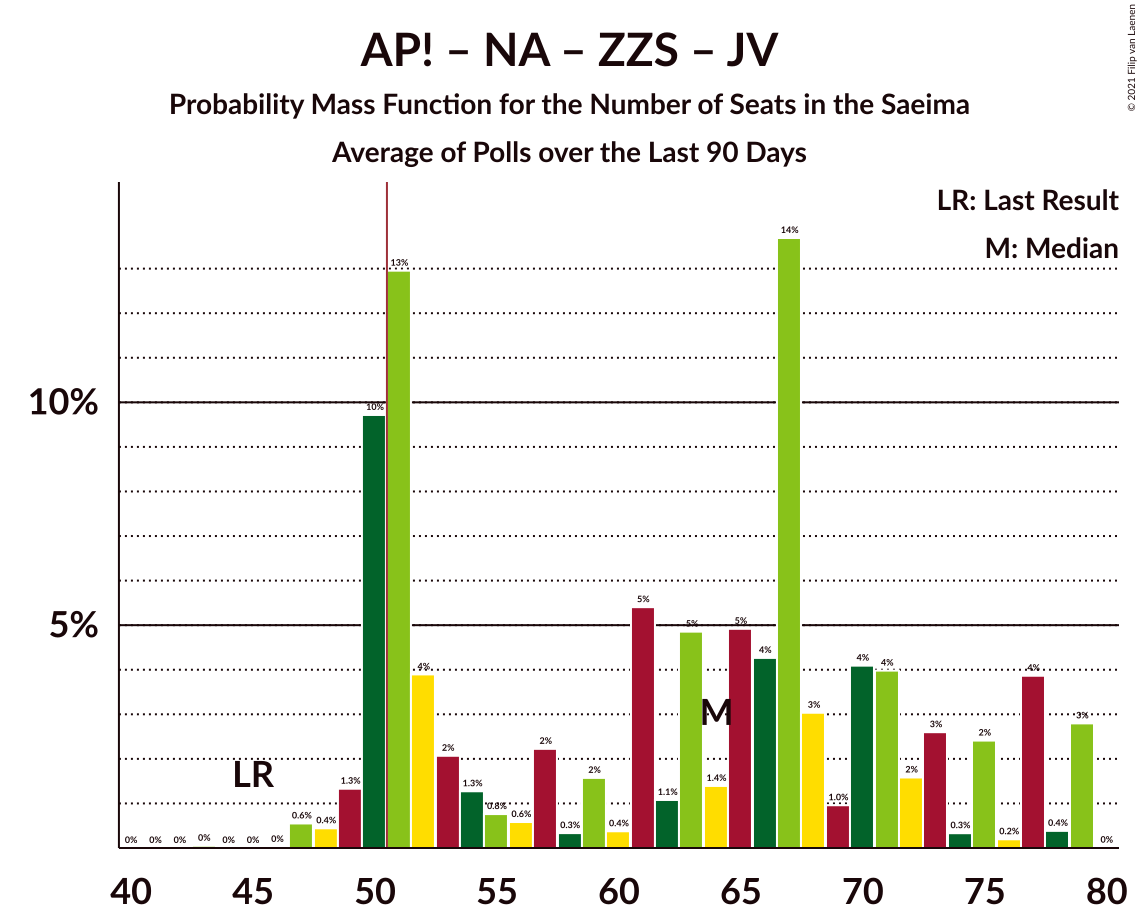 AP! – NA – ZZS – JV
Probability Mass Function for the Number of Seats in the Saeima
Average of Polls over the Last 90 Days
© 2021 Filip van Laenen
LR: Last Result
M: Median
10%
5%
0% 0% 0% 0% 0% 0% 0% 0.6% 0.4% 1.3% 10% 13% 4% 2% 1.3% 0.8% 0.6% 2% 0.3% 2% 0.4% 5% 1.1% 5% 1.4% 5% 4% 14% 3% 1.0% 4% 4% 2% 3% 0.3% 2% 0.2% 4% 0.4% 3% 0%
LR
M
40 45 50 55 60 65 70 75 80